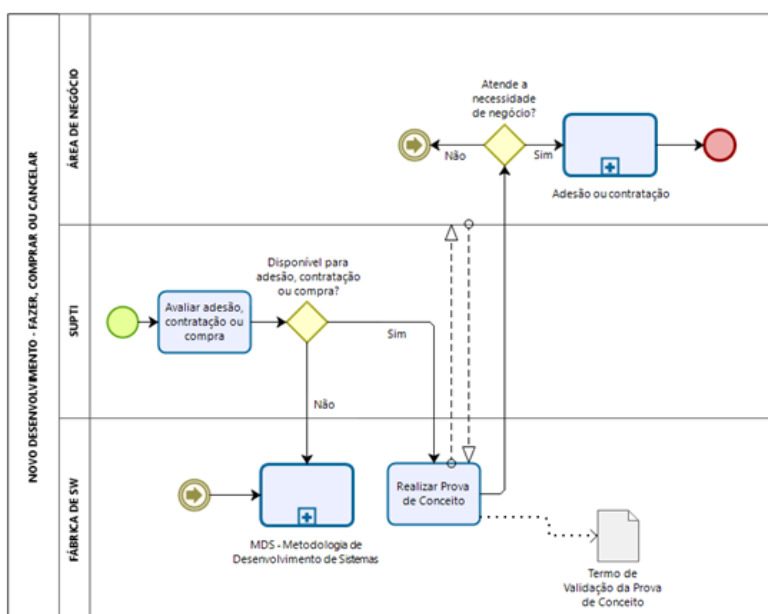 NOVO DESENVOLVIMENTO - FAZER, COMPRAR OU CANCELAR
ÁREA DE NEGÓCIO
Atende a
necessidade
de negócio?
Não
Sim
Adesão ou contratação
SUPTI
Disponível para
adesão, contratação
ou compra?
Avaliar adesão,
contratação ou
compra
Sim
Não
FÁBRICA DE SW
Realizar Prova
de Conceito
MDS - Metodologia de
Desenvolvimento de Sistemas
Termo de
Validação da Prova
de Conceito